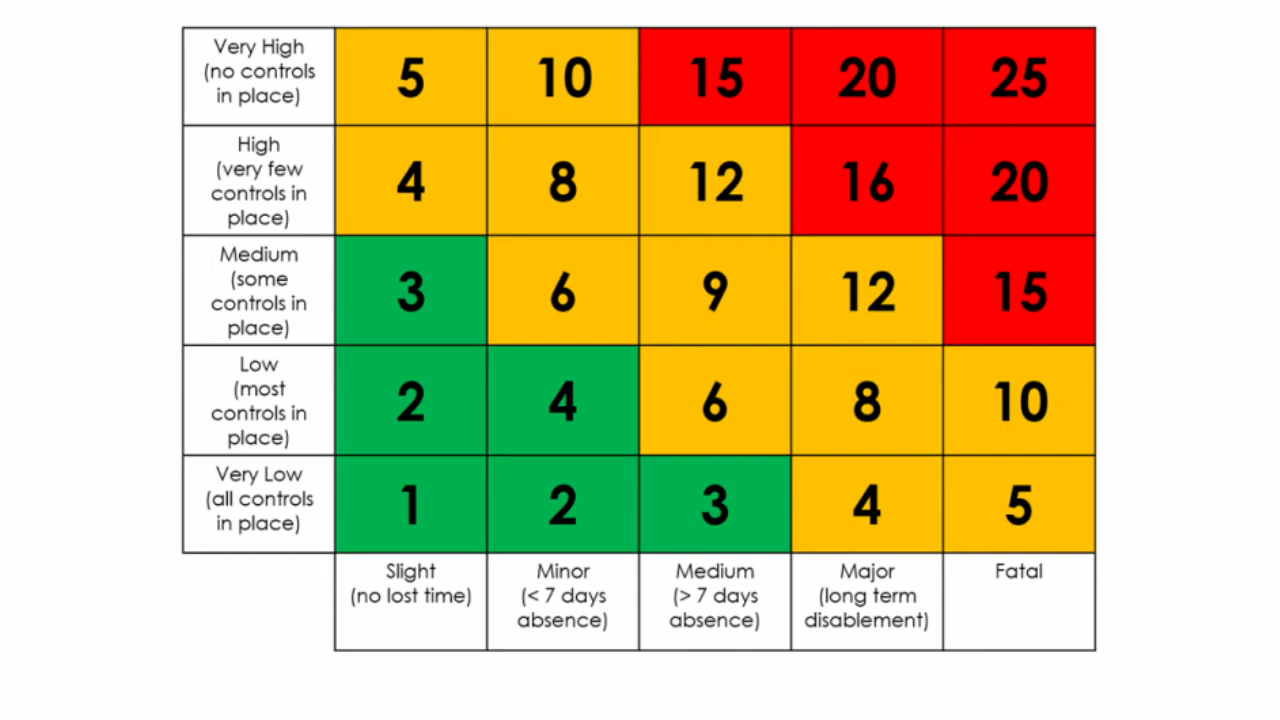 Very High
(no controls
in place)
5 10 15 20 25
High
(very few
controls in
place)
4 8 12 16 20
Medium
(some
controls in
place)
3 6 9 12 15
Low
(most
controls in
place)
2 4 6 8 10
Very Low
(all controls
in place)
1 2 3 4 5
Slight
(no lost time)
Minor
(< 7 days
absence)
Medium
(> 7 days
absence)
Major
(long term
disablement)
Fatal